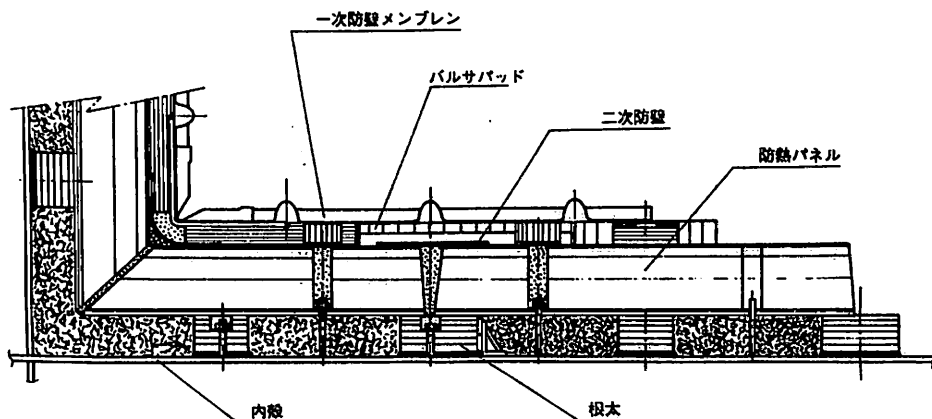 一次防壁メンブレン
バルサパッド
二次防壁
防熱パネル
内殻
根太